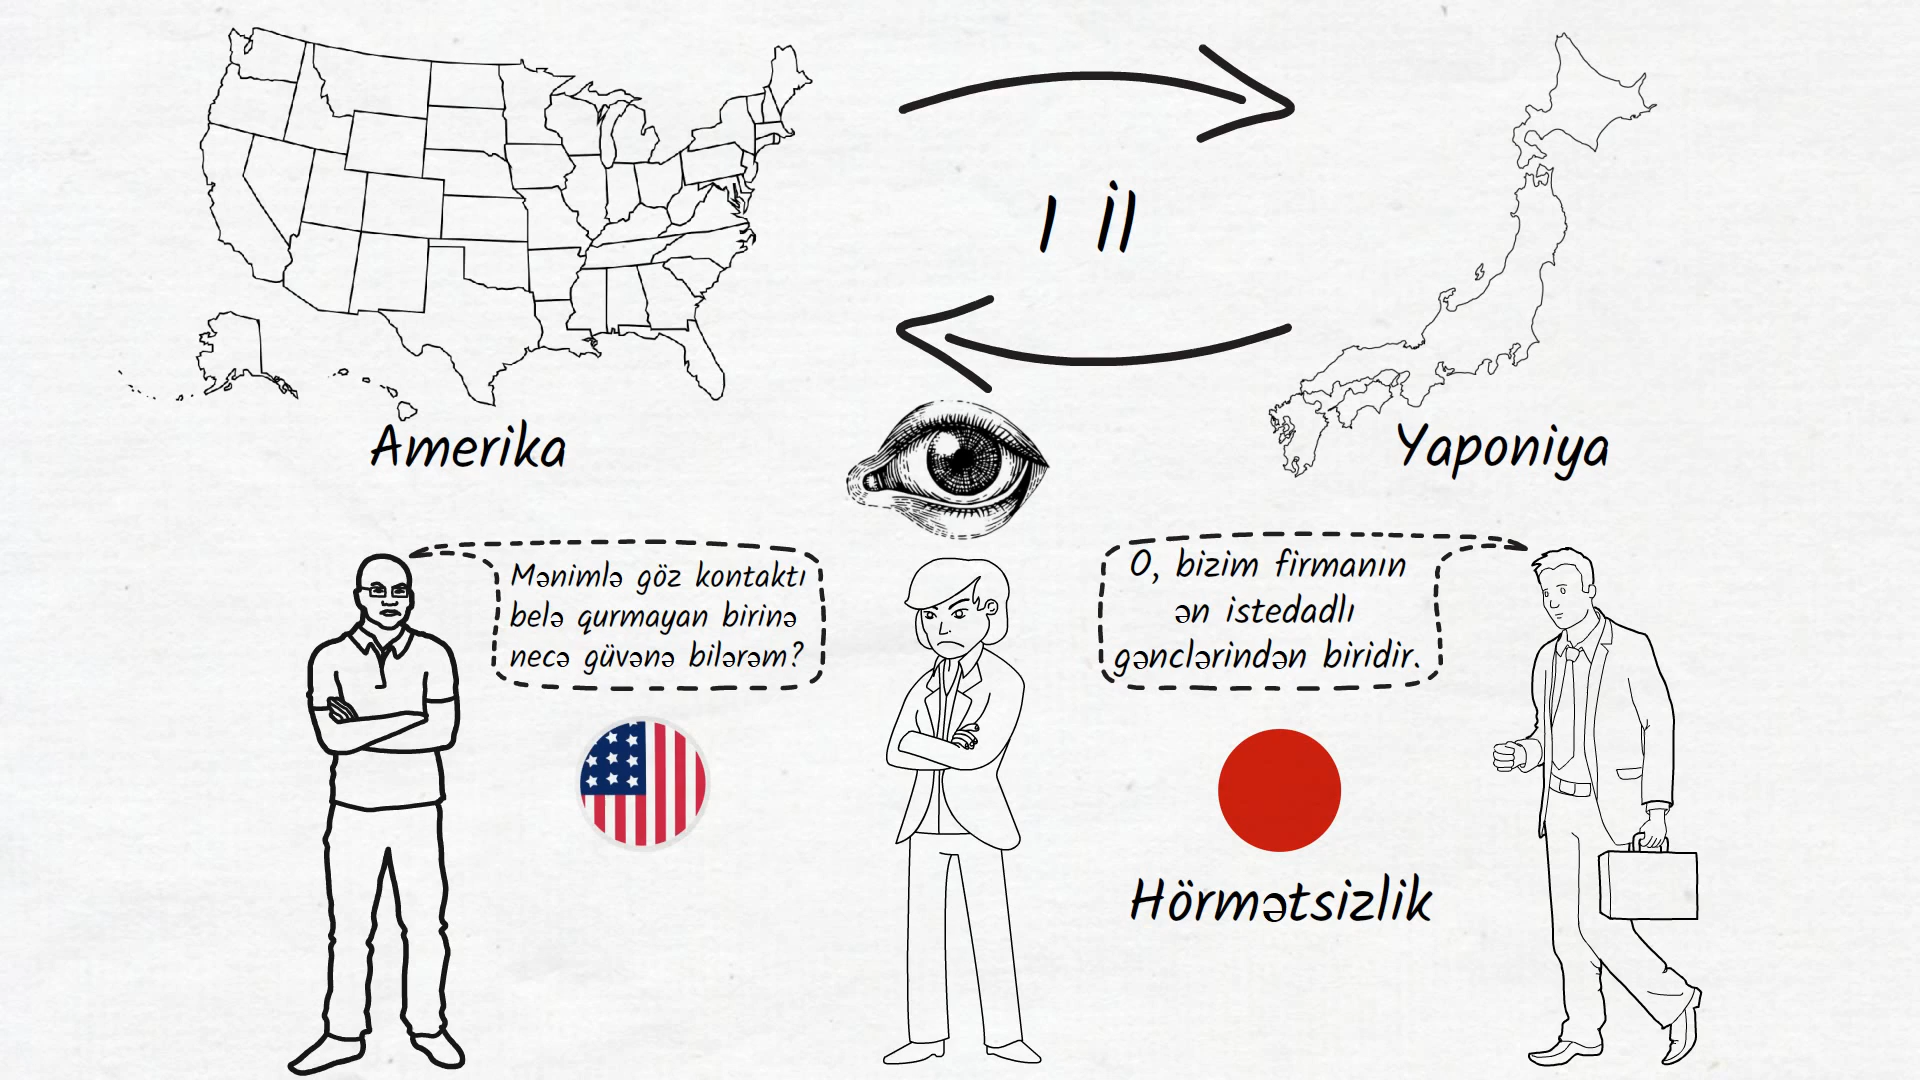 1 il
Amerika
Yaponiya
Mənimlə göz kontaktı
belə qurmayan birinə
necə güvənə bilərəm?
O, bizim firmanın
ən istedadlı
gənclərindən biridir.
Hörmətsizlik